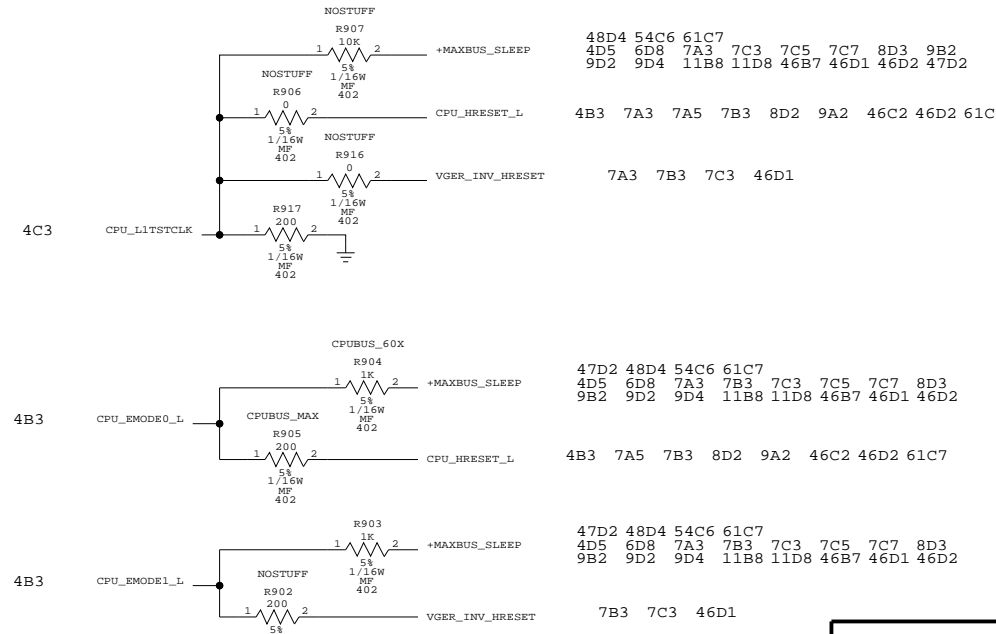 NOSTUFF
R907
10K
1 2 +MAXBUS_SLEEP
5%
1/16W
MF
402
48D4 54C6 61C7
4D5 6D8 7A3 7C3 7C5 7C7 8D3 9B2
9D2 9D4 11B8 11D8 46B7 46D1 46D2 47D2
NOSTUFF
R906
0
1 2 CPU_HRESET_L
5%
1/16W
MF
402
4B3 7A3 7A5 7B3 8D2 9A2 46C2 46D2 61C
NOSTUFF
R916
0
1 2 VGER_INV_HRESET
5%
1/16W
MF
402
7A3 7B3 7C3 46D1
R917
200
4C3 CPU_L1TSTCLK 1 2
5%
1/16W
MF
402
CPUBUS_60X
R904
1K
1 2 +MAXBUS_SLEEP
5%
1/16W
MF
402
47D2 48D4 54C6 61C7
4D5 6D8 7A3 7B3 7C3 7C5 7C7 8D3
9B2 9D2 9D4 11B8 11D8 46B7 46D1 46D2
4B3 CPU_EMODE0_L
CPUBUS_MAX
R905
200
1 2 CPU_HRESET_L
5%
1/16W
MF
402
4B3 7A5 7B3 8D2 9A2 46C2 46D2 61C7
R903
1K
1 2 +MAXBUS_SLEEP
5%
1/16W
MF
402
47D2 48D4 54C6 61C7
4D5 6D8 7A3 7B3 7C3 7C5 7C7 8D3
9B2 9D2 9D4 11B8 11D8 46B7 46D1 46D2
4B3 CPU_EMODE1_L
NOSTUFF
R902
200
1 2 VGER_INV_HRESET
5%
7B3 7C3 46D1